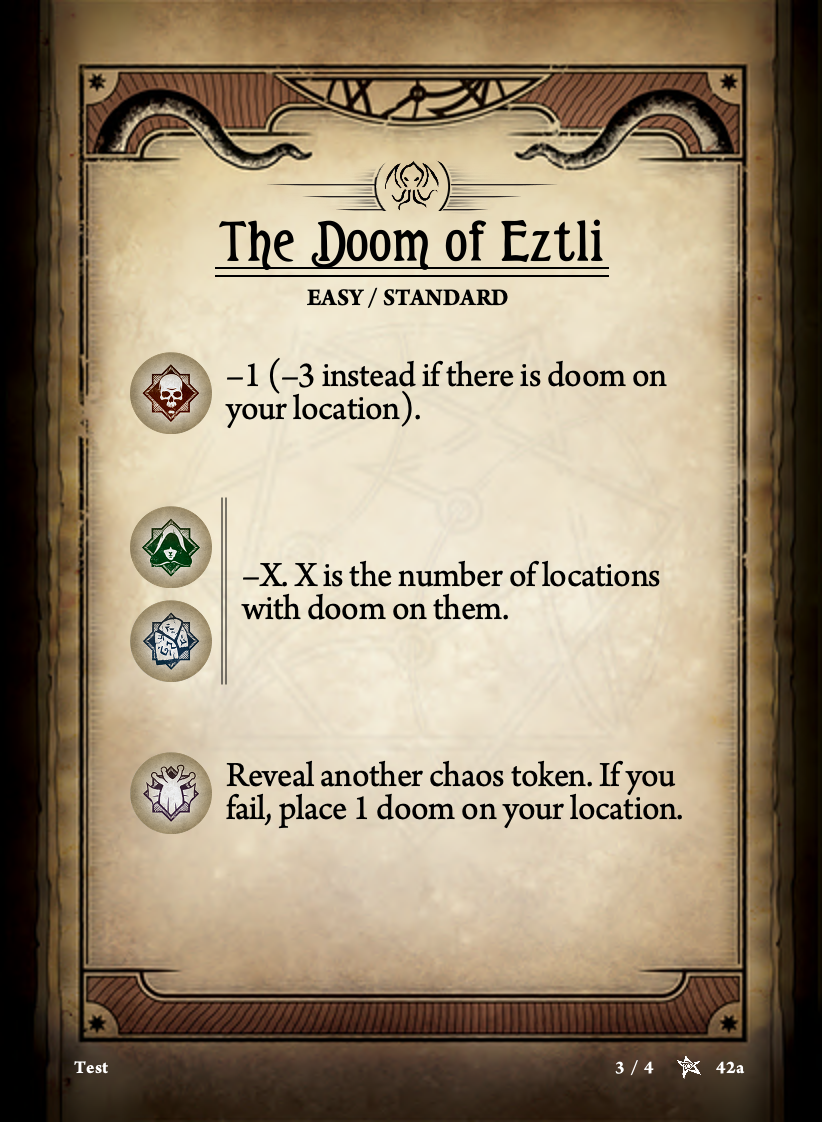 The Doom of Eztli
EASY / STANDARD
–1 (–3 instead if there is doom on
your location).
–X. X is the number of locations
with doom on them.
Reveal another chaos token. If you
fail, place 1 doom on your location.
Test
3 / 4
42a